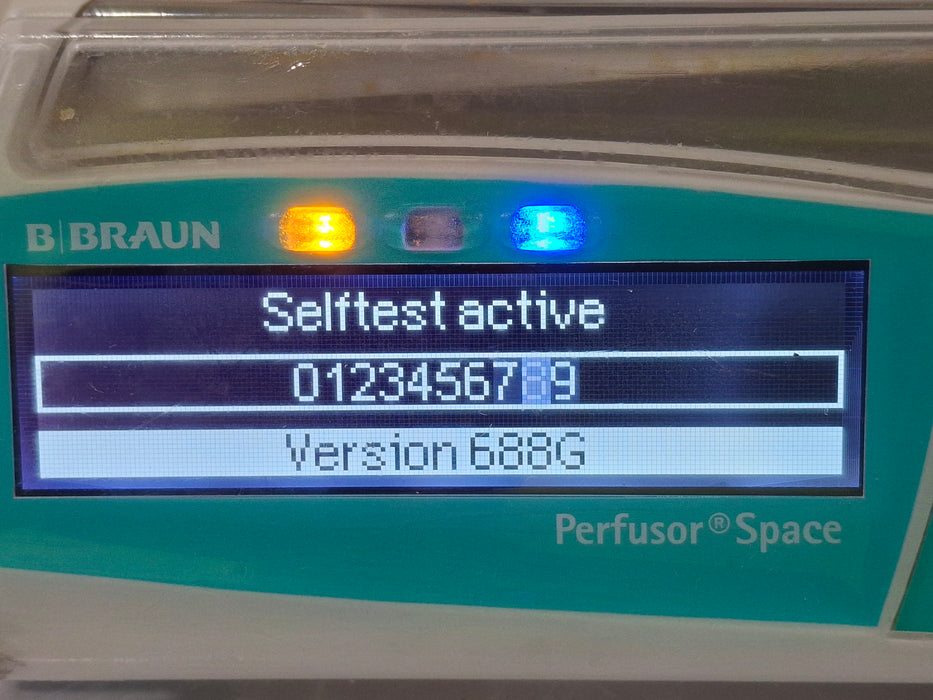 B|BRAUN
Selftest active
0123456789
Version 688G
Perfusor® Space